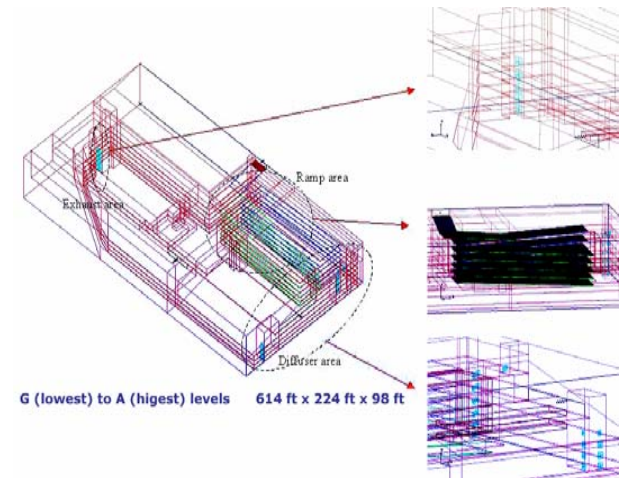 Ramp area
Exhaust area
Diffuser area
G (lowest) to A (higest) levels 614 ft x 224 ft x 98 ft